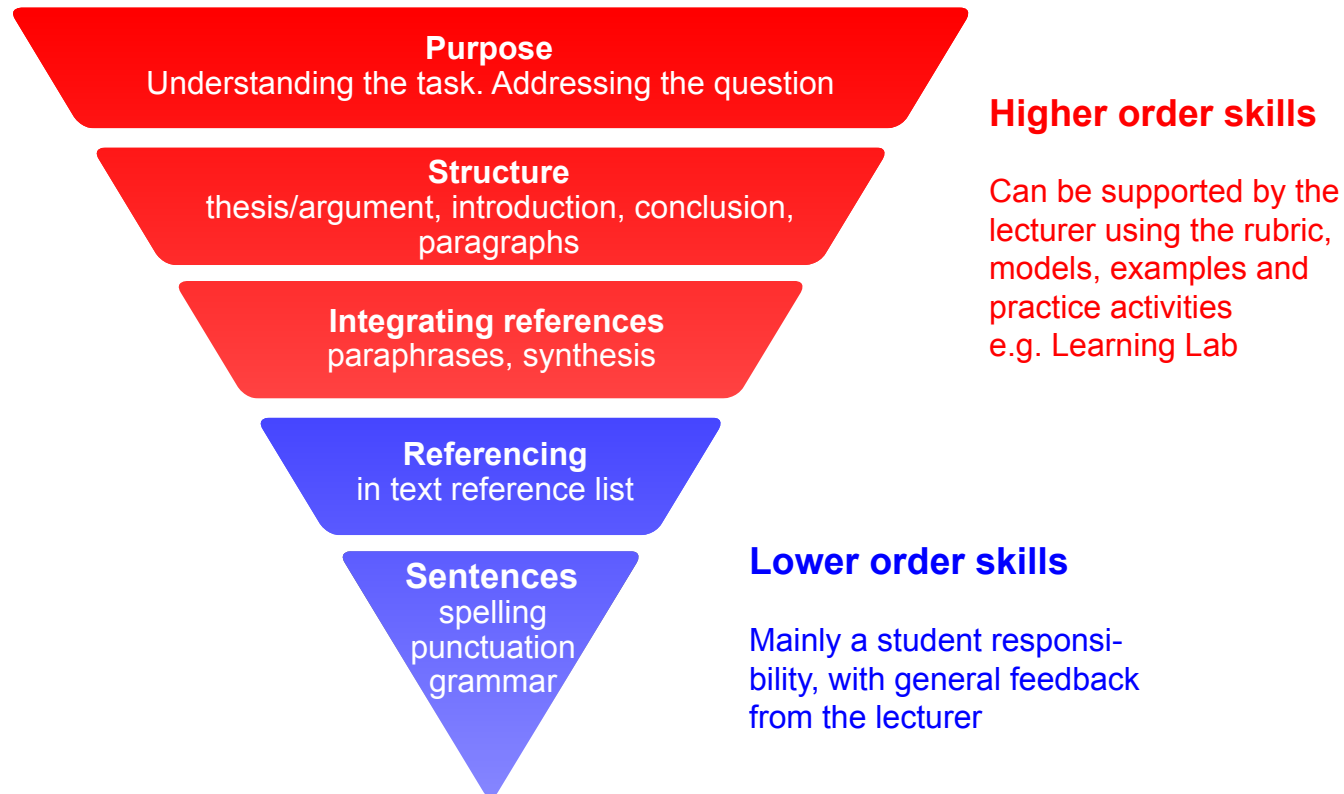 Purpose
Understanding the task. Addressing the question
Structure
thesis/argument, introduction, conclusion,
paragraphs
Integrating references
paraphrases, synthesis
Referencing
in text reference list
Sentences
spelling
punctuation
grammar
Higher order skills
Can be supported by the
lecturer using the rubric,
models, examples and
practice activities
e.g. Learning Lab
Lower order skills
Mainly a student responsi-
bility, with general feedback
from the lecturer